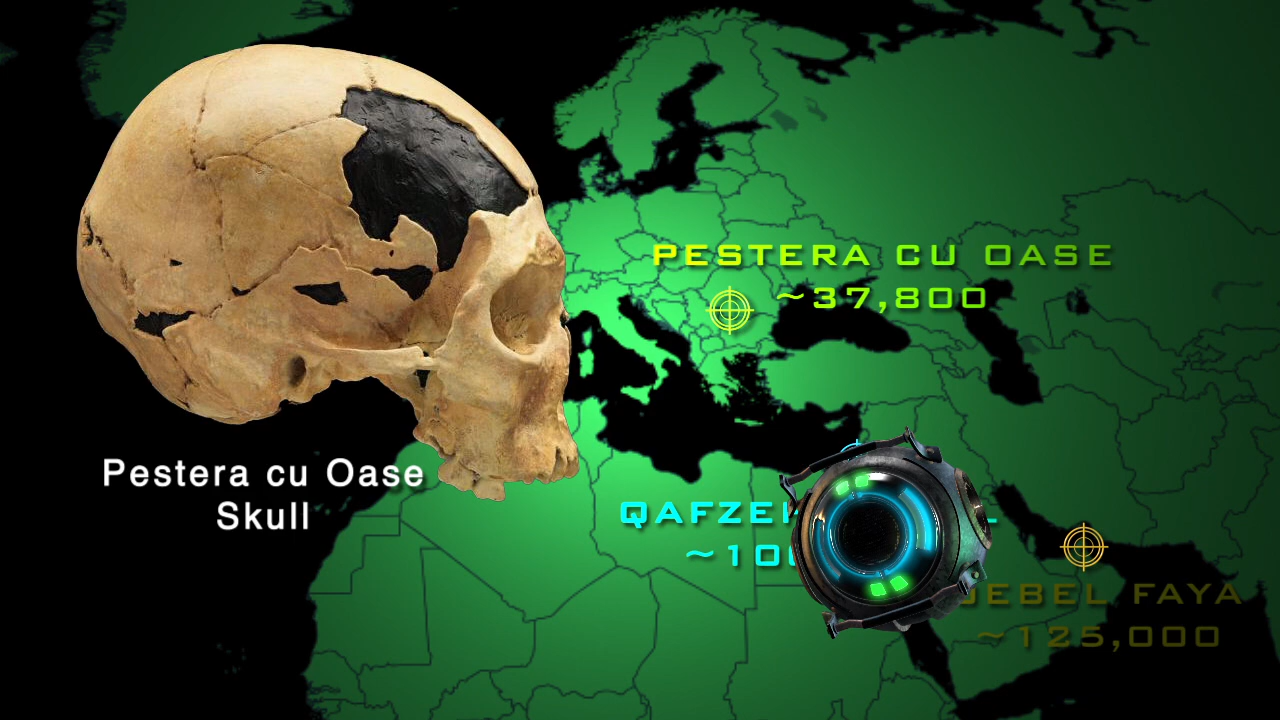 PESTERA CU OASE
~37,800
Pestera cu Oase
Skull
JEBEL FAYA
~125,000